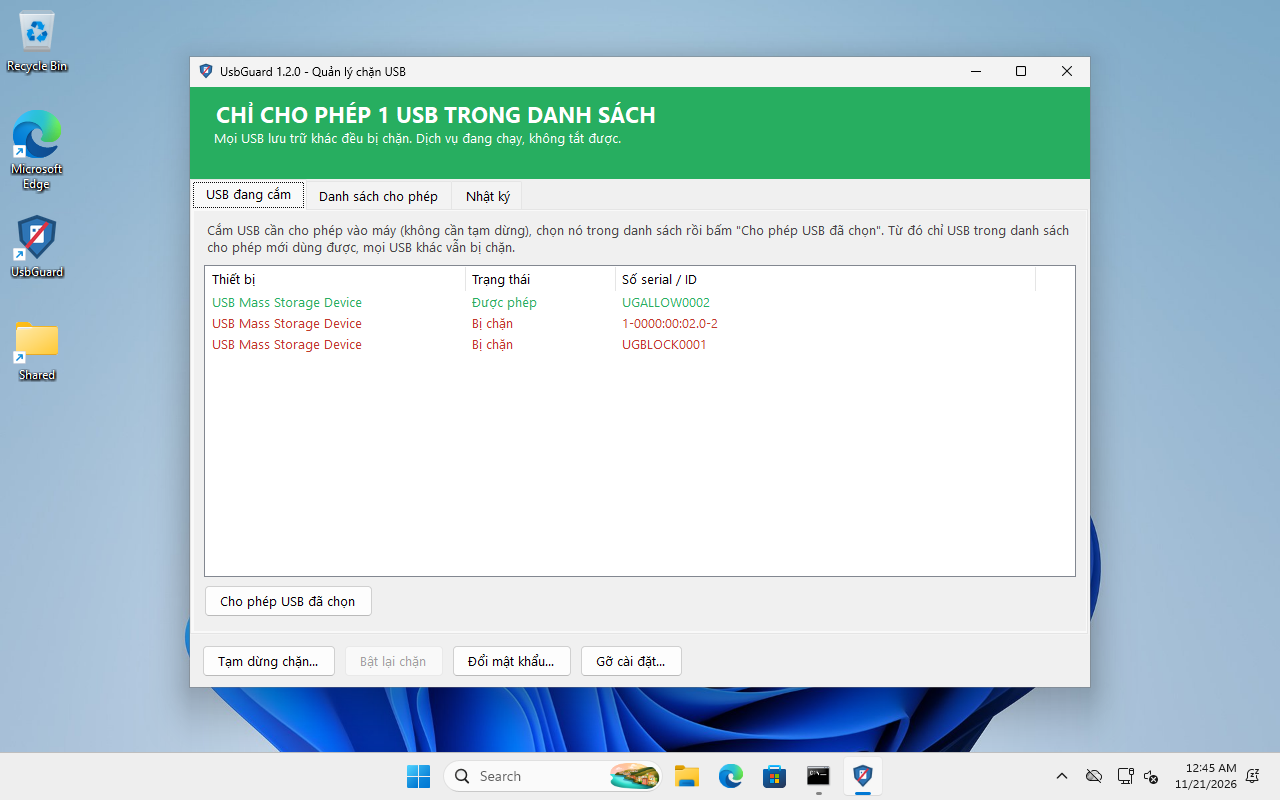 Recycle Bin
Microsoft
Edge
UsbGuard
Shared
UsbGuard 1.2.0 - Quản lý chặn USB
CHỈ CHO PHÉP 1 USB TRONG DANH SÁCH
Mọi USB lưu trữ khác đều bị chặn. Dịch vụ đang chạy, không tắt được.
USB đang cắm Danh sách cho phép Nhật ký
Cắm USB cần cho phép vào máy (không cần tạm dừng), chọn nó trong danh sách rồi bấm "Cho phép USB đã chọn". Từ đó chỉ USB trong danh sách
cho phép mới dùng được, mọi USB khác vẫn bị chặn.
Thiết bị Trạng thái Số serial / ID
USB Mass Storage Device Được phép UGALLOW0002
USB Mass Storage Device Bị chặn 1-0000:00:02.0-2
USB Mass Storage Device Bị chặn UGBLOCK0001
Cho phép USB đã chọn
Tạm dừng chặn... Bật lại chặn Đổi mật khẩu... Gỡ cài đặt...
Search
12:45 AM
11/21/2026